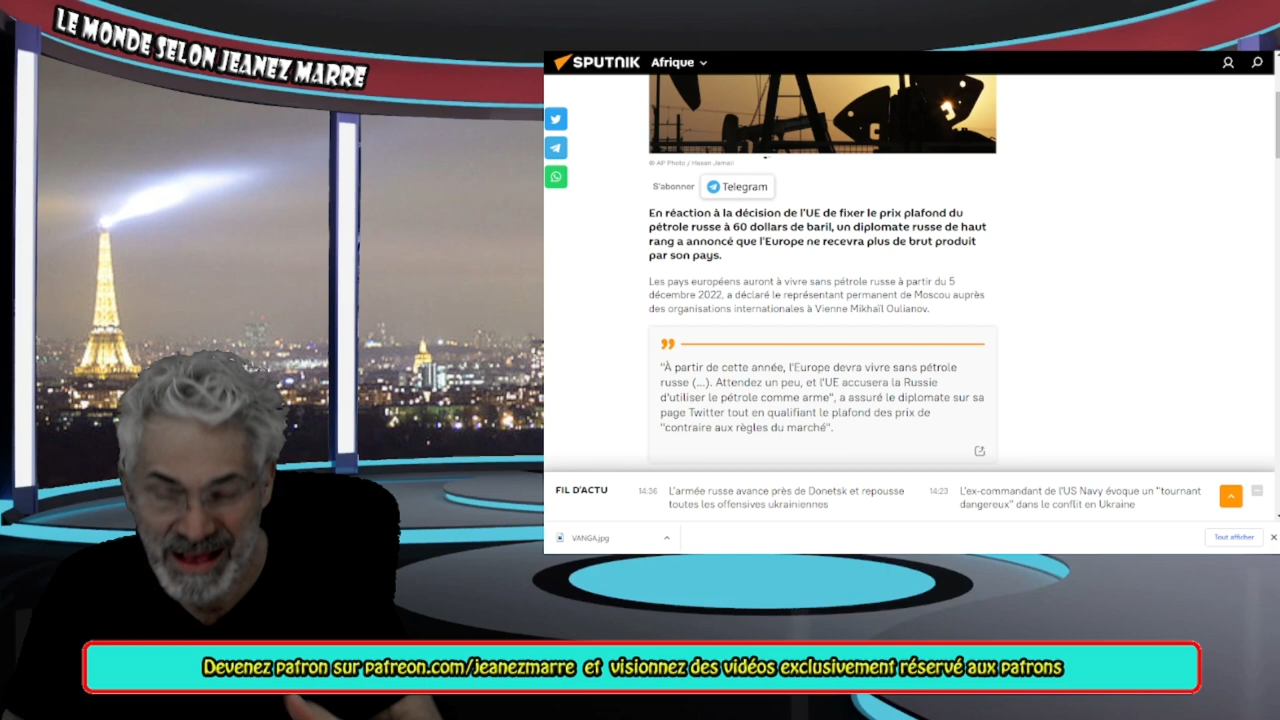 LE MONDE SELON JEANEZ MARRE
SPUTNIK Afrique
© AP Photo / Hasan Jamali
S'abonner Telegram
En réaction à la décision de l'UE de fixer le prix plafond du
pétrole russe à 60 dollars de baril, un diplomate russe de haut
rang a annoncé que l'Europe ne recevra plus de brut produit
par son pays.
Les pays européens auront à vivre sans pétrole russe à partir du 5
décembre 2022, a déclaré le représentant permanent de Moscou auprès
des organisations internationales à Vienne Mikhaïl Oulianov.
"À partir de cette année, l'Europe devra vivre sans pétrole
russe (...). Attendez un peu, et l'UE accusera la Russie
d'utiliser le pétrole comme arme", a assuré le diplomate sur sa
page Twitter tout en qualifiant le plafond des prix de
"contraire aux règles du marché".
FIL D'ACTU
14:36 L'armée russe avance près de Donetsk et repousse
toutes les offensives ukrainiennes
14:23 L'ex-commandant de l'US Navy évoque un "tournant
dangereux" dans le conflit en Ukraine
VANGA.jpg
Tout afficher
Devenez patron sur patreon.com/jeanezmarre et visionnez des vidéos exclusivement réservé aux patrons